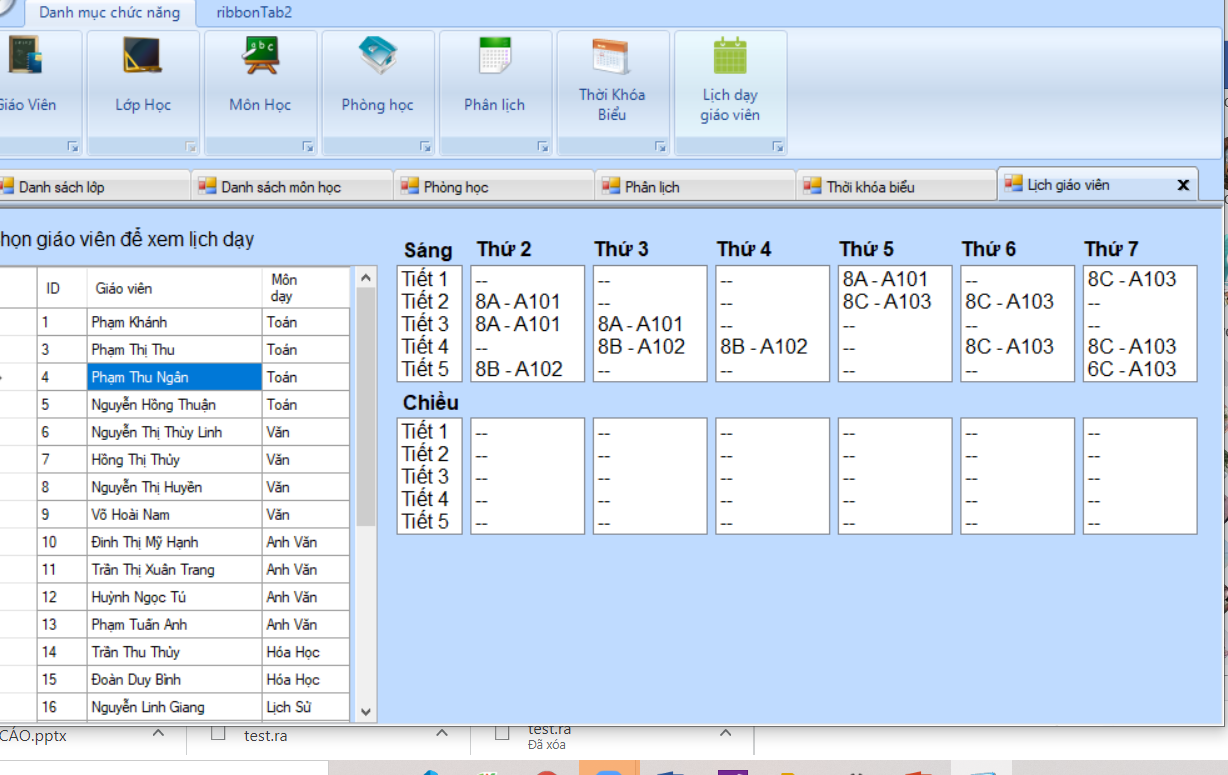 Danh mục chức năng ribbonTab2
Giáo Viên Lớp Học Môn Học Phòng học Phân lịch Thời Khóa Biểu Lịch dạy giáo viên
Danh sách lớp Danh sách môn học Phòng học Phân lịch Thời khóa biểu Lịch giáo viên X
họn giáo viên để xem lịch dạy
ID Giáo viên Môn dạy
1 Phạm Khánh Toán
3 Phạm Thị Thu Toán
4 Phạm Thu Ngân Toán
5 Nguyễn Hồng Thuận Toán
6 Nguyễn Thị Thùy Linh Văn
7 Hồng Thị Thủy Văn
8 Nguyễn Thị Huyền Văn
9 Võ Hoài Nam Văn
10 Đinh Thị Mỹ Hạnh Anh Văn
11 Trần Thị Xuân Trang Anh Văn
12 Huỳnh Ngọc Tú Anh Văn
13 Phạm Tuấn Anh Anh Văn
14 Trần Thu Thủy Hóa Học
15 Đoàn Duy Bình Hóa Học
16 Nguyễn Linh Giang Lịch Sử
Sáng Thứ 2 Thứ 3 Thứ 4 Thứ 5 Thứ 6 Thứ 7
Tiết 1 -- -- -- 8A - A101 -- 8C - A103
Tiết 2 8A - A101 -- -- 8C - A103 8C - A103 --
Tiết 3 8A - A101 8A - A101 -- -- -- --
Tiết 4 -- 8B - A102 8B - A102 -- 8C - A103 8C - A103
Tiết 5 8B - A102 -- -- -- -- 6C - A103
Chiều
Tiết 1 -- -- -- -- -- --
Tiết 2 -- -- -- -- -- --
Tiết 3 -- -- -- -- -- --
Tiết 4 -- -- -- -- -- --
Tiết 5 -- -- -- -- -- --
CÁO.pptx test.ra test.ra
Đã xóa